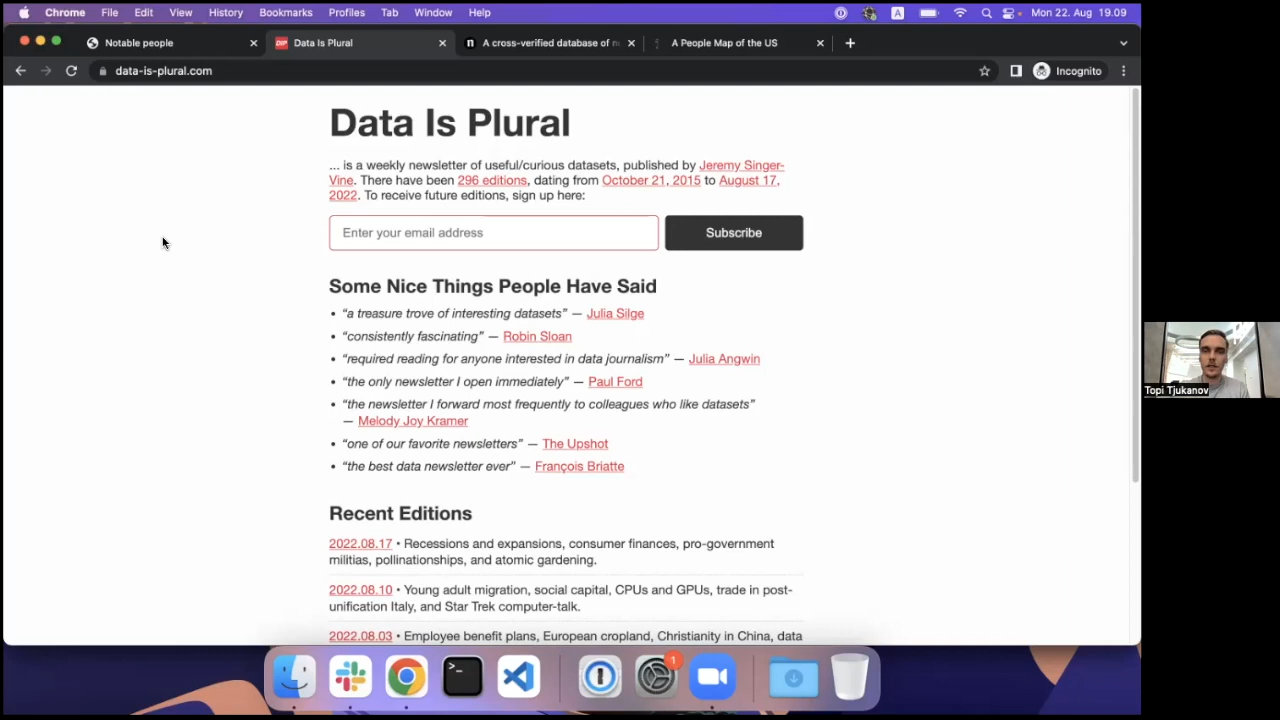 Chrome File Edit View History Bookmarks Profiles Tab Window Help A Mon 22. Aug 19.09
Notable people DIP Data Is Plural n A cross-verified database of n A People Map of the US
data-is-plural.com Incognito
Data Is Plural
... is a weekly newsletter of useful/curious datasets, published by Jeremy Singer-
Vine. There have been 296 editions, dating from October 21, 2015 to August 17,
2022. To receive future editions, sign up here:
Enter your email address Subscribe
Some Nice Things People Have Said
• “a treasure trove of interesting datasets” — Julia Silge
• “consistently fascinating” — Robin Sloan
• “required reading for anyone interested in data journalism” — Julia Angwin
• “the only newsletter I open immediately” — Paul Ford
• “the newsletter I forward most frequently to colleagues who like datasets”
— Melody Joy Kramer
• “one of our favorite newsletters” — The Upshot
• “the best data newsletter ever” — François Briatte
Recent Editions
2022.08.17 • Recessions and expansions, consumer finances, pro-government
militias, pollinationships, and atomic gardening.
2022.08.10 • Young adult migration, social capital, CPUs and GPUs, trade in post-
unification Italy, and Star Trek computer-talk.
2022.08.03 • Employee benefit plans, European cropland, Christianity in China, data
1
Topi Tjukanov